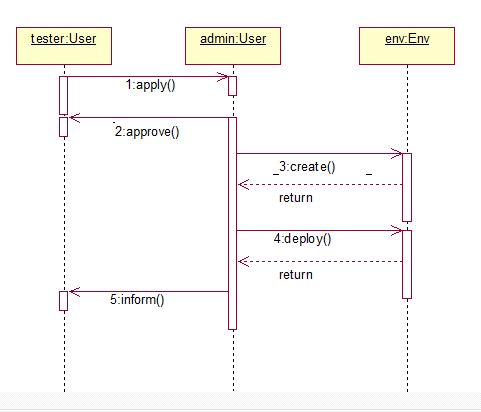 tester:User
admin:User
env:Env
1:apply()
2:approve()
3:create()
return
4:deploy()
return
5:inform()